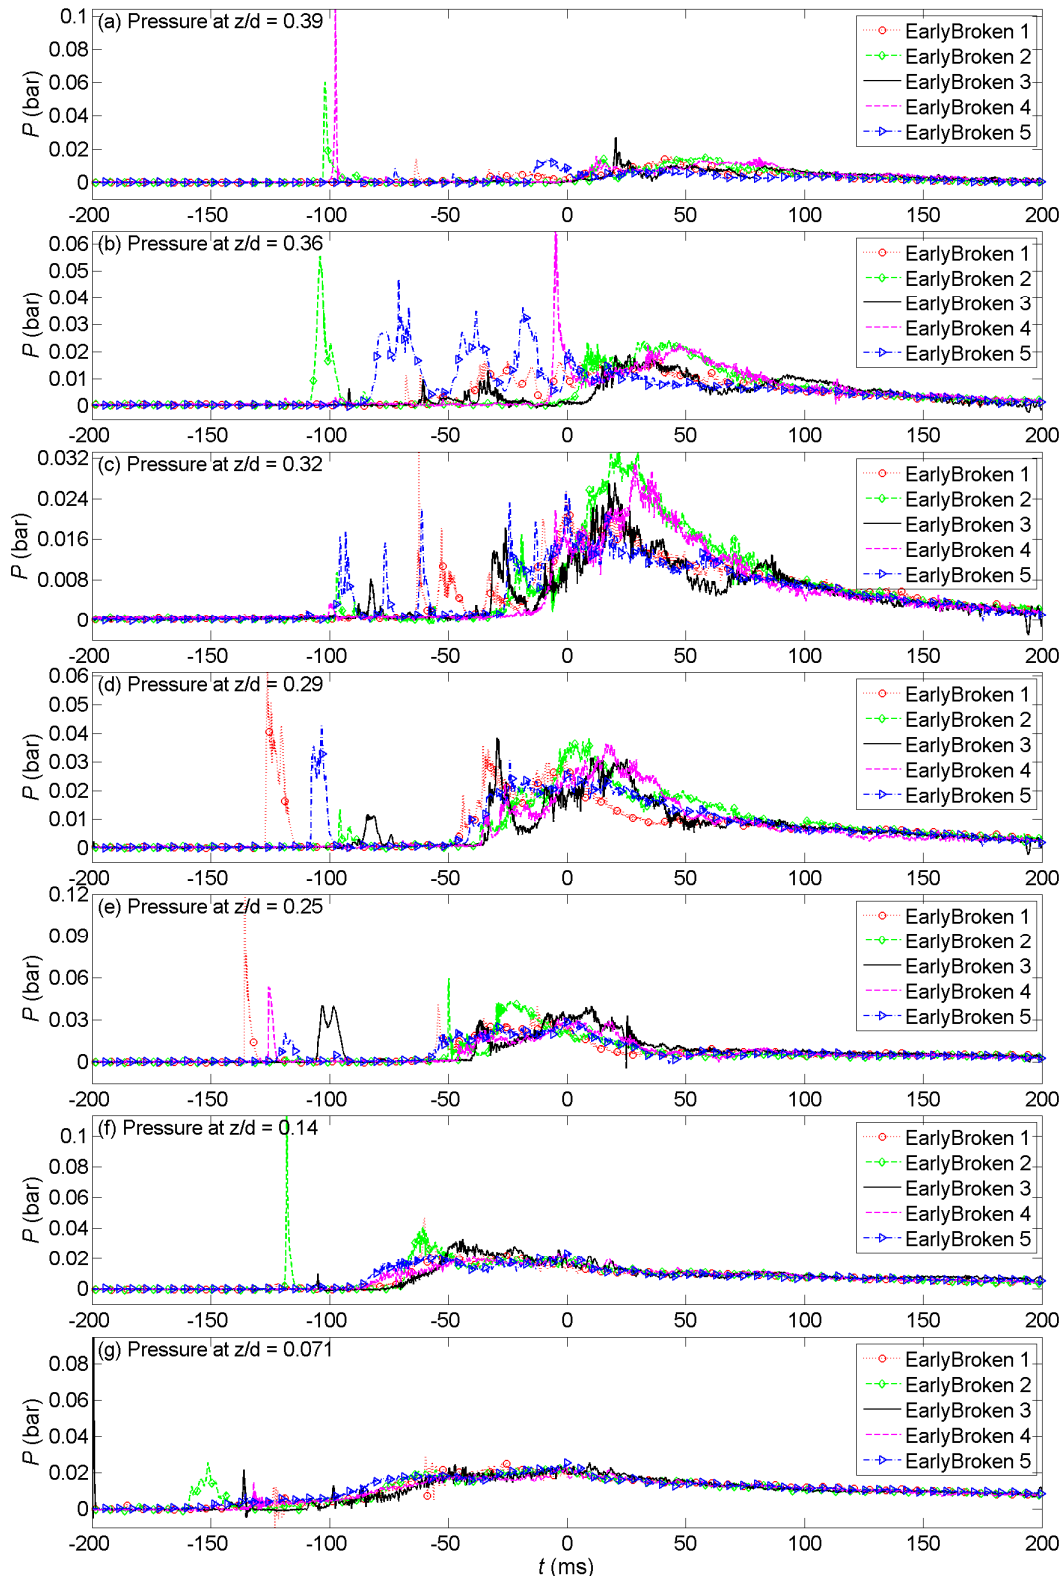 (a) Pressure at z/d = 0.39
P (bar)
0.1
0.08
0.06
0.04
0.02
0
EarlyBroken 1
EarlyBroken 2
EarlyBroken 3
EarlyBroken 4
EarlyBroken 5
-200 -150 -100 -50 0 50 100 150 200
(b) Pressure at z/d = 0.36
P (bar)
0.06
0.05
0.04
0.03
0.02
0.01
0
EarlyBroken 1
EarlyBroken 2
EarlyBroken 3
EarlyBroken 4
EarlyBroken 5
-200 -150 -100 -50 0 50 100 150 200
(c) Pressure at z/d = 0.32
P (bar)
0.032
0.024
0.016
0.008
0
EarlyBroken 1
EarlyBroken 2
EarlyBroken 3
EarlyBroken 4
EarlyBroken 5
-200 -150 -100 -50 0 50 100 150 200
(d) Pressure at z/d = 0.29
P (bar)
0.06
0.05
0.04
0.03
0.02
0.01
0
EarlyBroken 1
EarlyBroken 2
EarlyBroken 3
EarlyBroken 4
EarlyBroken 5
-200 -150 -100 -50 0 50 100 150 200
(e) Pressure at z/d = 0.25
P (bar)
0.12
0.09
0.06
0.03
0
EarlyBroken 1
EarlyBroken 2
EarlyBroken 3
EarlyBroken 4
EarlyBroken 5
-200 -150 -100 -50 0 50 100 150 200
(f) Pressure at z/d = 0.14
P (bar)
0.1
0.08
0.06
0.04
0.02
0
EarlyBroken 1
EarlyBroken 2
EarlyBroken 3
EarlyBroken 4
EarlyBroken 5
-200 -150 -100 -50 0 50 100 150 200
(g) Pressure at z/d = 0.071
P (bar)
0.08
0.06
0.04
0.02
0
EarlyBroken 1
EarlyBroken 2
EarlyBroken 3
EarlyBroken 4
EarlyBroken 5
-200 -150 -100 -50 0 50 100 150 200
t (ms)